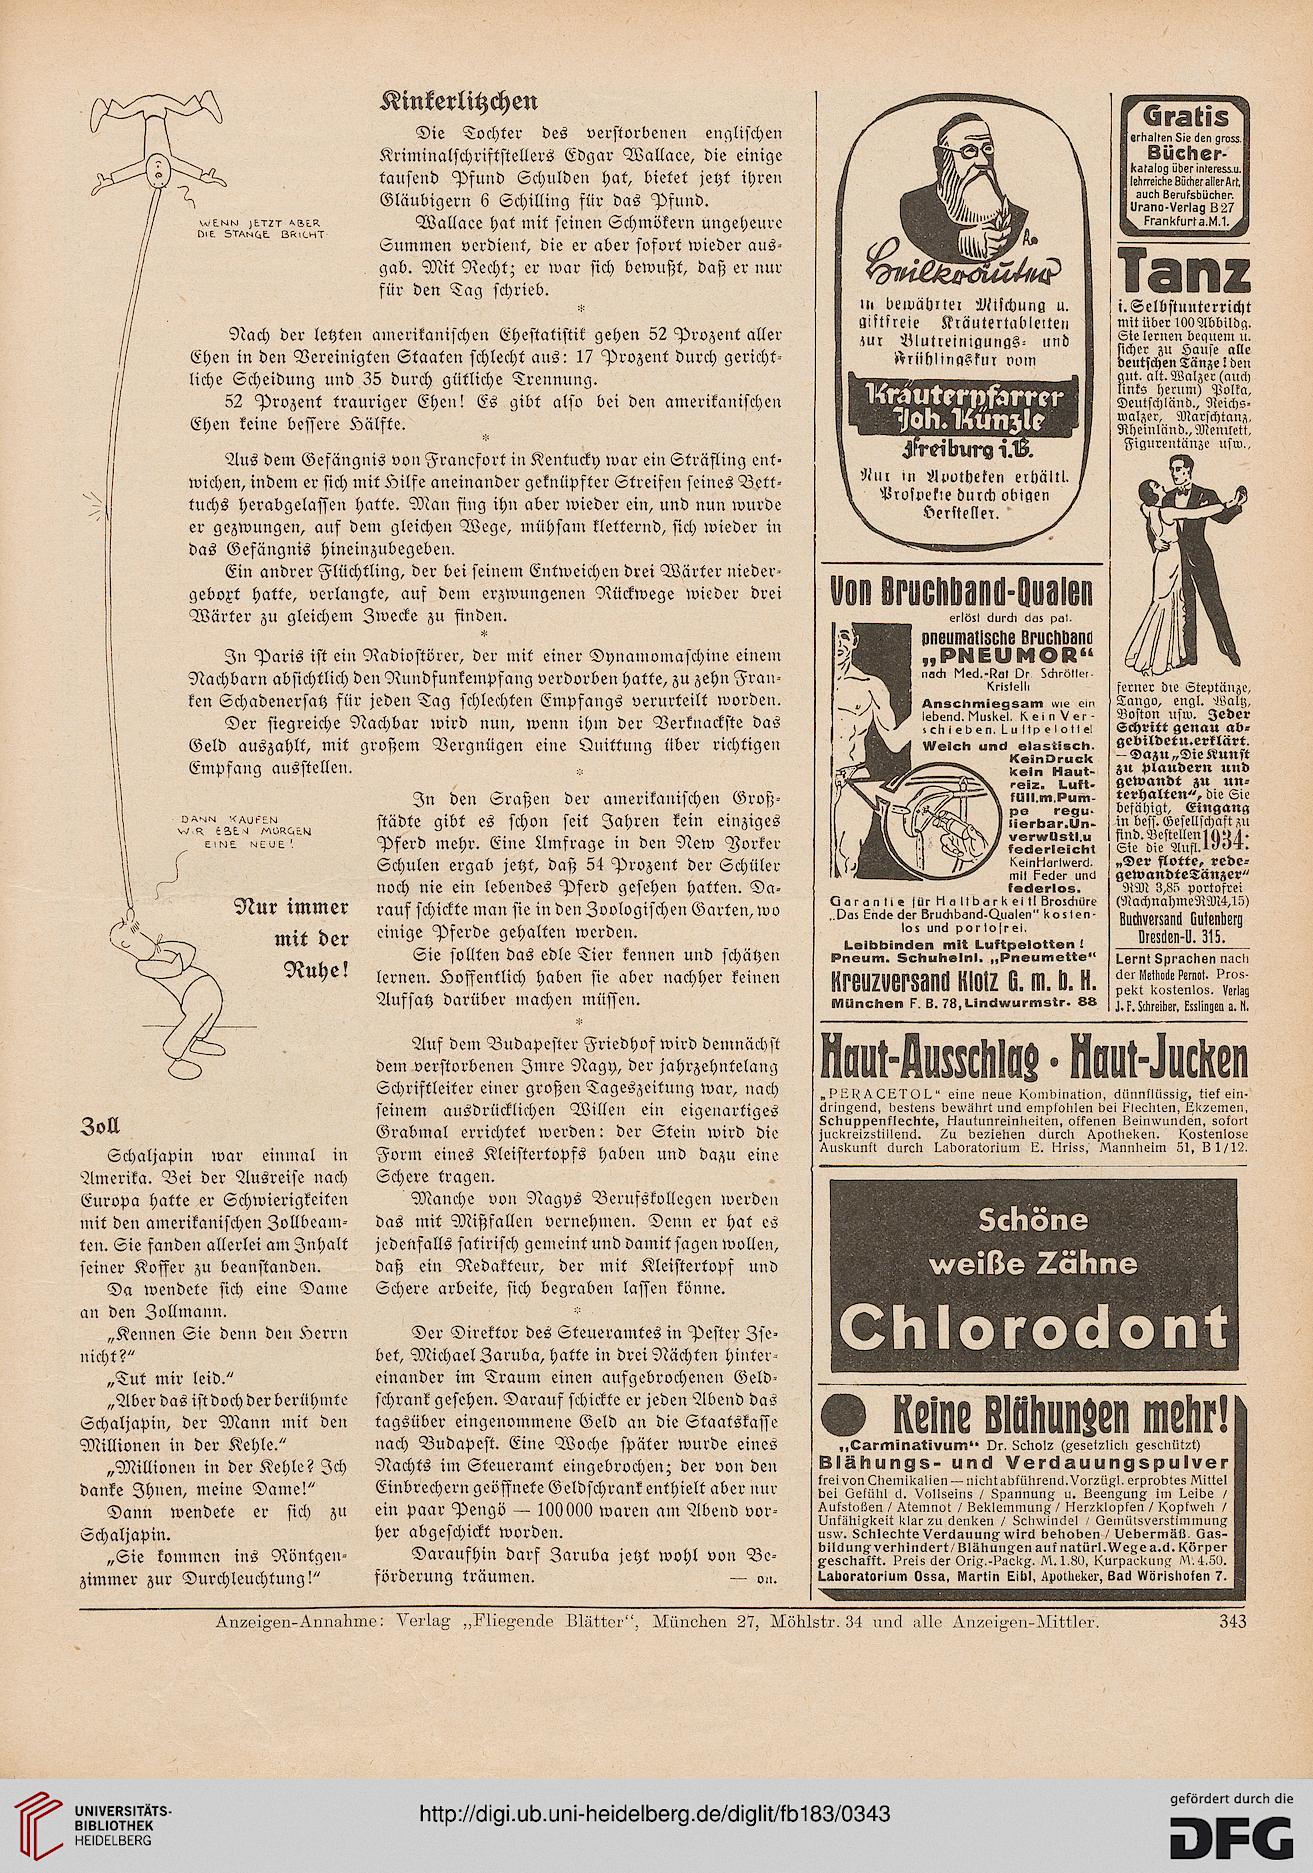 Kinkerlitzchen
Die Tochter des verstorbenen englischen
Kriminalschriftstellers Edgar Wallace, die einige
tausend Pfund Schulden hat, bietet jetzt ihren
Gläubigern 6 Schilling für das Pfund.
Wallace hat mit seinen Schmökern ungeheure
Summen verdient, die er aber sofort wieder aus-
gab. Mit Recht; er war sich bewußt, daß er nur
für den Tag schrieb.
*
WENN JETZT ABER
DIE STANGE BRICHT
Nach der letzten amerikanischen Ehestatistik gehen 52 Prozent aller
Ehen in den Vereinigten Staaten schlecht aus: 17 Prozent durch gericht-
liche Scheidung und 35 durch gütliche Trennung.
52 Prozent trauriger Ehen! Es gibt also bei den amerikanischen
Ehen keine bessere Hälfte.
*
Aus dem Gefängnis von Francfort in Kentucky war ein Sträfling ent-
wichen, indem er sich mit Hilfe aneinander geknüpfter Streifen seines Bett-
tuchs herabgelassen hatte. Man fing ihn aber wieder ein, und nun wurde
er gezwungen, auf dem gleichen Wege, mühsam kletternd, sich wieder in
das Gefängnis hineinzubegeben.
Ein andrer Flüchtling, der bei seinem Entweichen drei Wärter nieder-
geboxt hatte, verlangte, auf dem erzwungenen Rückwege wieder drei
Wärter zu gleichem Zwecke zu finden.
*
In Paris ist ein Radiostörer, der mit einer Dynamomaschine einem
Nachbarn absichtlich den Rundfunkempfang verdorben hatte, zu zehn Fran-
ken Schadenersatz für jeden Tag schlechten Empfangs verurteilt worden.
Der siegreiche Nachbar wird nun, wenn ihm der Verknackste das
Geld auszahlt, mit großem Vergnügen eine Quittung über richtigen
Empfang ausstellen.
*
DANN KAUFEN
WIR EBEN MORGEN
EINE NEUE!
Nur immer
mit der
Ruhe!
Zoll
Schaljapin war einmal in
Amerika. Bei der Ausreise nach
Europa hatte er Schwierigkeiten
mit den amerikanischen Zollbeam-
ten. Sie fanden allerlei am Inhalt
seiner Koffer zu beanstanden.
Da wendete sich eine Dame
an den Zollmann.
„Kennen Sie denn den Herrn
nicht?“
„Tut mir leid.“
„Aber das ist doch der berühmte
Schaljapin, der Mann mit den
Millionen in der Kehle.“
„Millionen in der Kehle? Ich
danke Ihnen, meine Dame!“
Dann wendete er sich zu
Schaljapin.
„Sie kommen ins Röntgen-
zimmer zur Durchleuchtung!“
In den Sraßen der amerikanischen Groß-
städte gibt es schon seit Jahren kein einziges
Pferd mehr. Eine Umfrage in den New Yorker
Schulen ergab jetzt, daß 54 Prozent der Schüler
noch nie ein lebendes Pferd gesehen hatten. Da-
rauf schickte man sie in den Zoologischen Garten, wo
einige Pferde gehalten werden.
Sie sollten das edle Tier kennen und schätzen
lernen. Hoffentlich haben sie aber nachher keinen
Aufsatz darüber machen müssen.
*
Auf dem Budapester Friedhof wird demnächst
dem verstorbenen Imre Nagy, der jahrzehntelang
Schriftleiter einer großen Tageszeitung war, nach
seinem ausdrücklichen Willen ein eigenartiges
Grabmal errichtet werden: der Stein wird die
Form eines Kleistertopfs haben und dazu eine
Schere tragen.
Manche von Nagys Berufskollegen werden
das mit Mißfallen vernehmen. Denn er hat es
jedenfalls satirisch gemeint und damit sagen wollen,
daß ein Redakteur, der mit Kleistertopf und
Schere arbeite, sich begraben lassen könne.
*
Der Direktor des Steueramtes in Pester Zse-
bet, Michael Zaruba, hatte in drei Nächten hinter-
einander im Traum einen aufgebrochenen Geld-
schrank gesehen. Darauf schickte er jeden Abend das
tagsüber eingenommene Geld an die Staatskasse
nach Budapest. Eine Woche später wurde eines
Nachts im Steueramt eingebrochen; der von den
Einbrechern geöffnete Geldschrank enthielt aber nur
ein paar Pengö — 100000 waren am Abend vor-
her abgeschickt worden.
Daraufhin darf Zaruba jetzt wohl von Be-
förderung träumen. — on.
Heilkräuter
in bewährter Mischung u.
giftfreie Kräutertabletten
zur Blutreinigungs- und
Frühlingskur vom
Kräuterpfarrer
Joh. Künzle
Freiburg i.B.
Nur in Apotheken erhältl.
Prospekte durch obigen
Hersteller.
Von Bruchband-Qualen
erlöst durch das pat.
pneumatische Bruchband
„PNEUMOR“
nach Med.-Rat Dr. Schrötter-
Kristelli
Anschmiegsam wie ein
lebend. Muskel. Kein Ver-
schieben. Luftpelotte!
Weich und elastisch.
Kein Druck
kein Haut-
reiz. Luft-
füll.m.Pum-
pe regu-
lierbar.Un-
verwüstl.u
federleicht
Kein Hartwerd.
mit Feder und
federlos.
Garantie für Haltbarkeit! Broschüre
„Das Ende der Bruchband-Qualen“ kosten-
los und portofrei.
Leibbinden mit Luftpelotten!
Pneum. Schuheinl. „Pneumette“
Kreuzversand Klotz G. m. b. H.
München F. B. 78, Lindwurmstr. 88
Gratis
erhalten Sie den gross.
Bücher-
katalog über interess.u.
lehrreiche Bücher aller Art,
auch Berufsbücher.
Urano-Verlag B27
Frankfurt a.M.1.
Tanz
i. Selbstunterricht
mit über 100 Abbildg.
Sie lernen bequem u.
sicher zu Hause alle
deutschen Tänze! den
gut. alt. Walzer (auch
links herum) Polka,
Deutschländ., Reichs-
walzer, Marschtanz,
Rheinländ., Menuett,
Figurentänze usw.,
ferner die Steptänze,
Tango, engl. Waltz,
Boston usw. Jeder
Schritt genau ab-
gebildet u. erklärt.
— Dazu „Die Kunst
zu plaudern und
gewandt zu un-
terhalten“, die Sie
befähigt, Eingang
in bess. Gesellschaft zu
find. Bestellen
Sie die Aufl. 1934:
„Der flotte, rede-
gewandte Tänzer“
RM 3,85 portofrei
(Nachnahme RM4,15)
Buchversand Gutenberg
Dresden-U. 315.
Lernt Sprachen nach
der Methode Pernot. Pros-
pekt kostenlos. Verlag
J. F. Schreiber, Esslingen a. N.
Haut-Ausschlag · Haut-Jucken
„PERACETOL“ eine neue Kombination, dünnflüssig, tief ein-
dringend, bestens bewährt und empfohlen bei Flechten, Ekzemen,
Schuppenflechte, Hautunreinheiten, offenen Beinwunden, sofort
juckreizstillend. Zu beziehen durch Apotheken. Kostenlose
Auskunft durch Laboratorium E. Hriss, Mannheim 51, B 1/12.
Schöne
weiße Zähne
Chlorodont
Keine Blähungen mehr!
„Carminativum“ Dr. Scholz (gesetzlich geschützt)
Blähungs- und Verdauungspulver
frei von Chemikalien — nicht abführend. Vorzügl. erprobtes Mittel
bei Gefühl d. Vollseins / Spannung u. Beengung im Leibe /
Aufstoßen / Atemnot / Beklemmung / Herzklopfen / Kopfweh /
Unfähigkeit klar zu denken / Schwindel / Gemütsverstimmung
usw. Schlechte Verdauung wird behoben / Uebermäß. Gas-
bildung verhindert / Blähungen auf natürl. Wege a.d. Körper
geschafft. Preis der Orig.-Packg. M. 1.80, Kurpackung M. 4.50.
Laboratorium Ossa, Martin Eibl, Apotheker, Bad Wörishofen 7.
Anzeigen-Annahme: Verlag „Fliegende Blätter“, München 27, Möhlstr. 34 und alle Anzeigen-Mittler. 343
UNIVERSITÄTS-
BIBLIOTHEK
HEIDELBERG
http://digi.ub.uni-heidelberg.de/diglit/fb183/0343
gefördert durch die
DFG